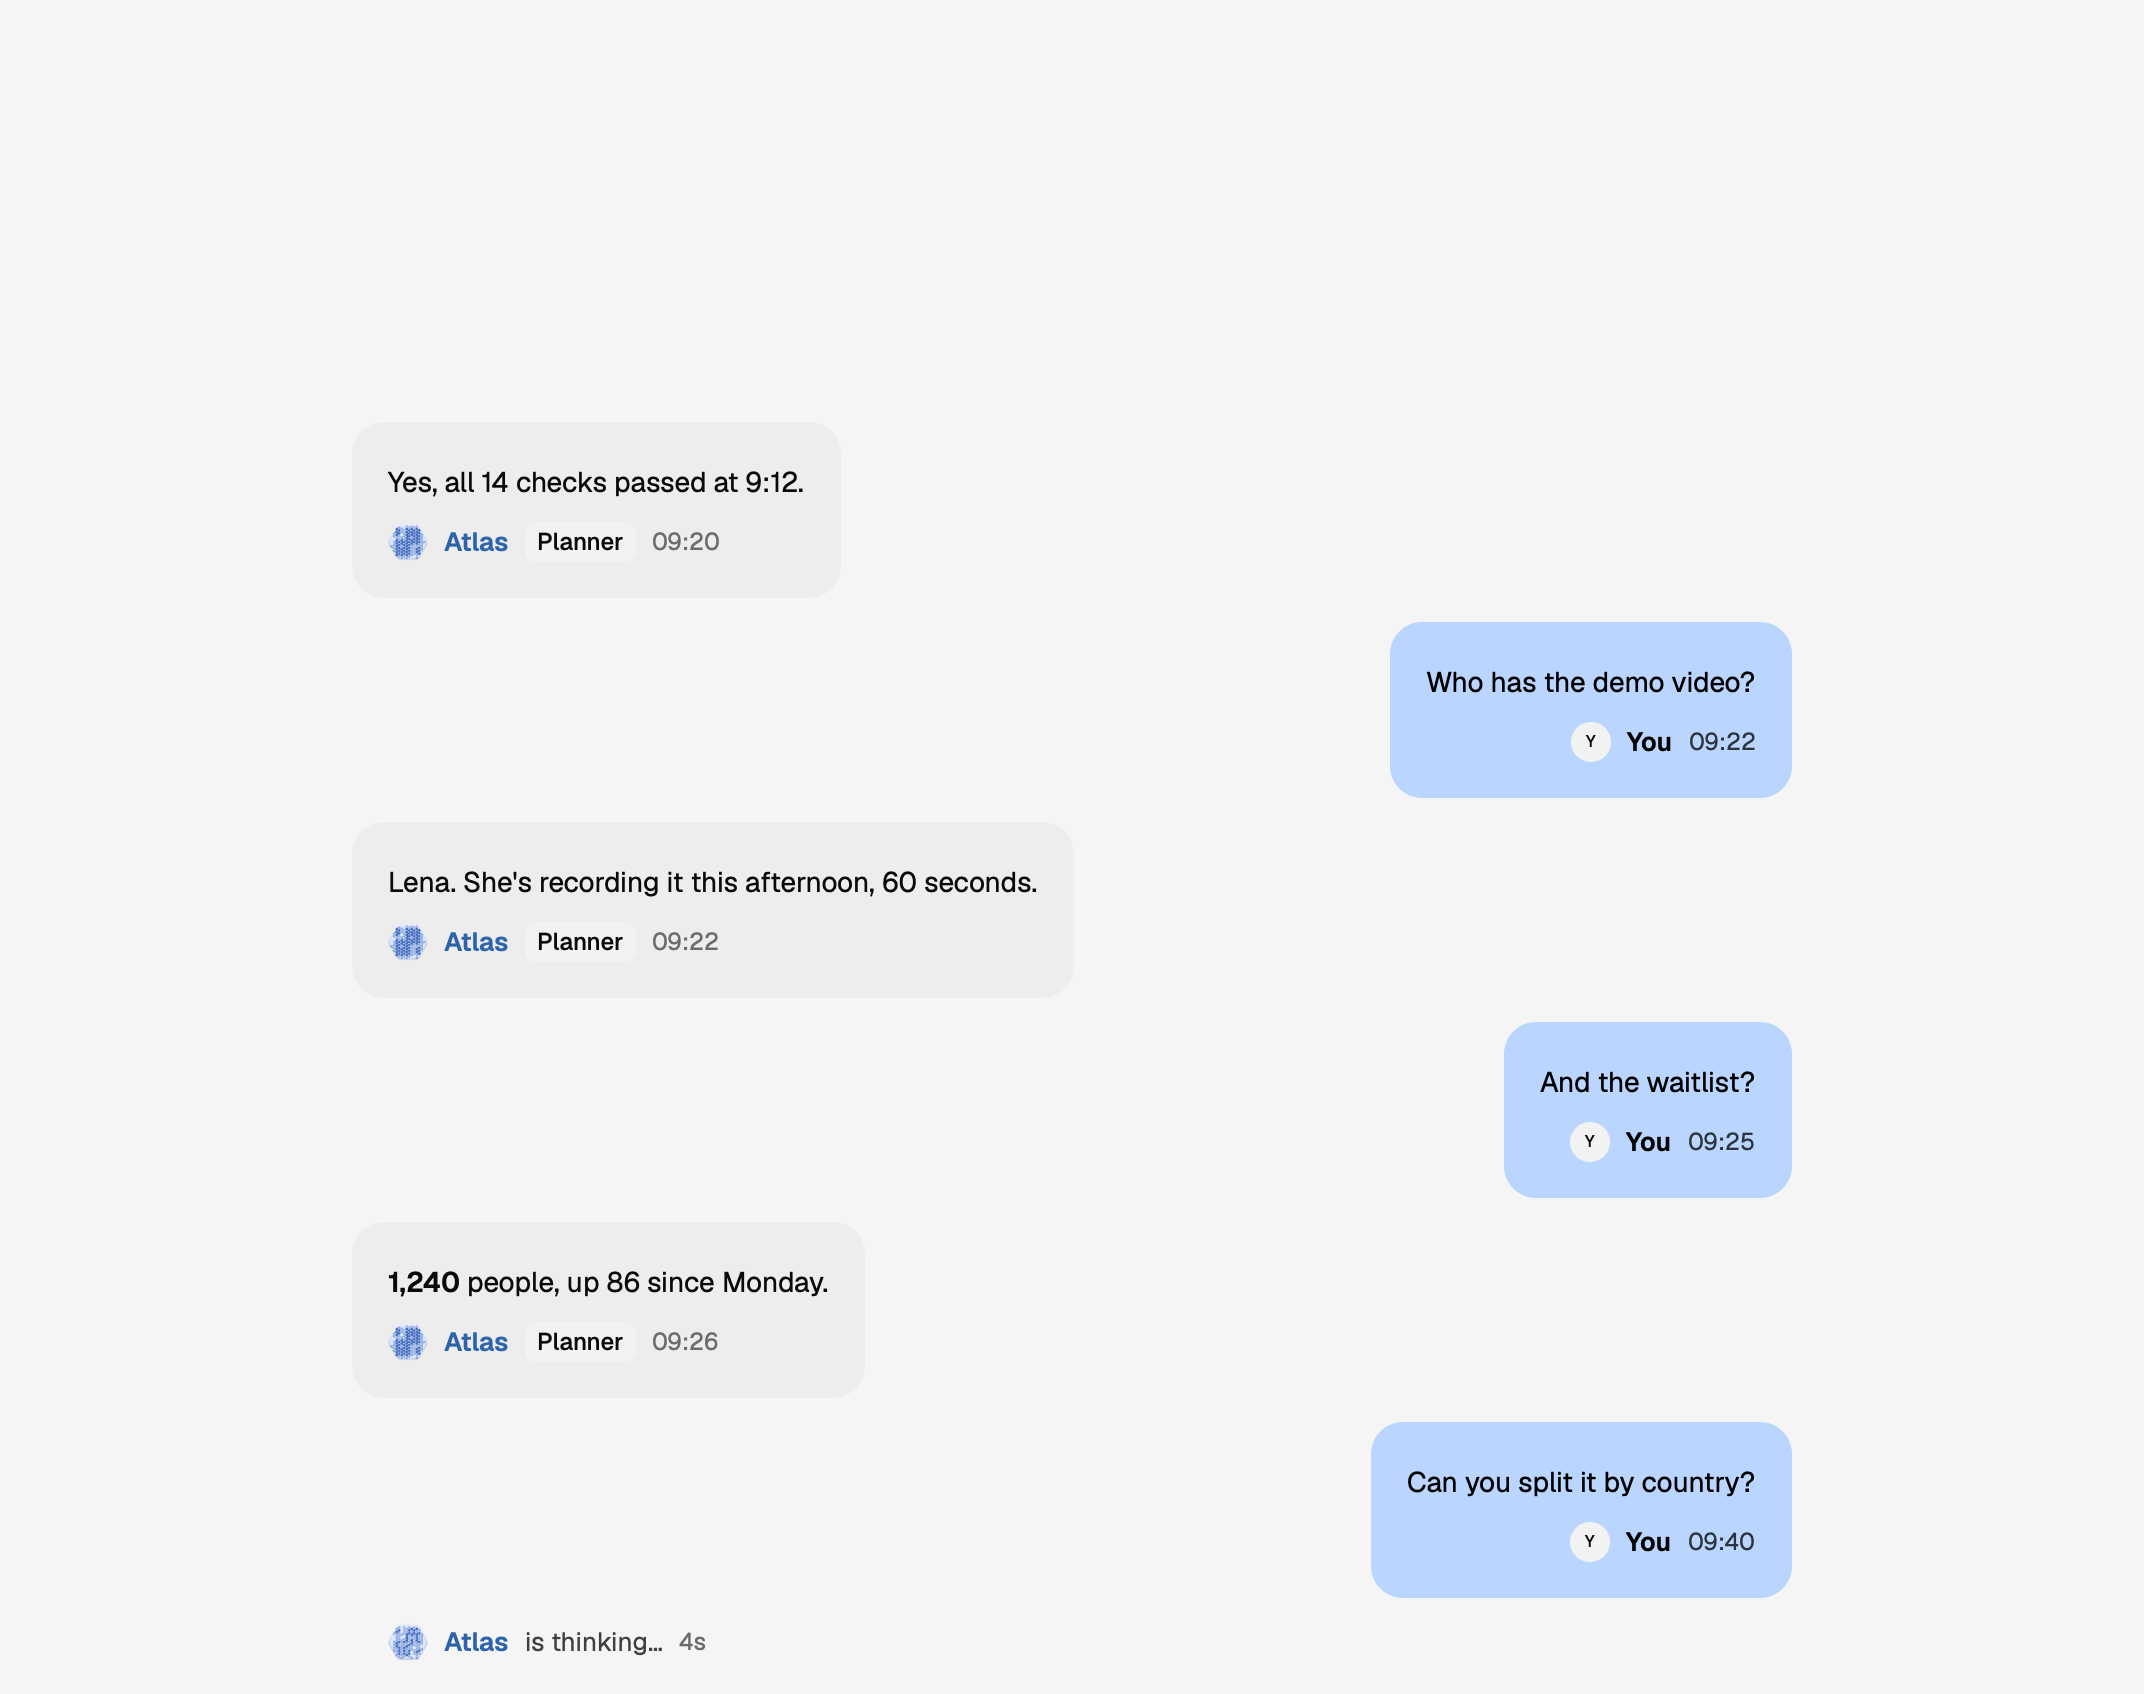 Yes, all 14 checks passed at 9:12.
Atlas Planner 09:20
Who has the demo video?
Y You 09:22
Lena. She's recording it this afternoon, 60 seconds.
Atlas Planner 09:22
And the waitlist?
Y You 09:25
1,240 people, up 86 since Monday.
Atlas Planner 09:26
Can you split it by country?
Y You 09:40
Atlas is thinking... 4s